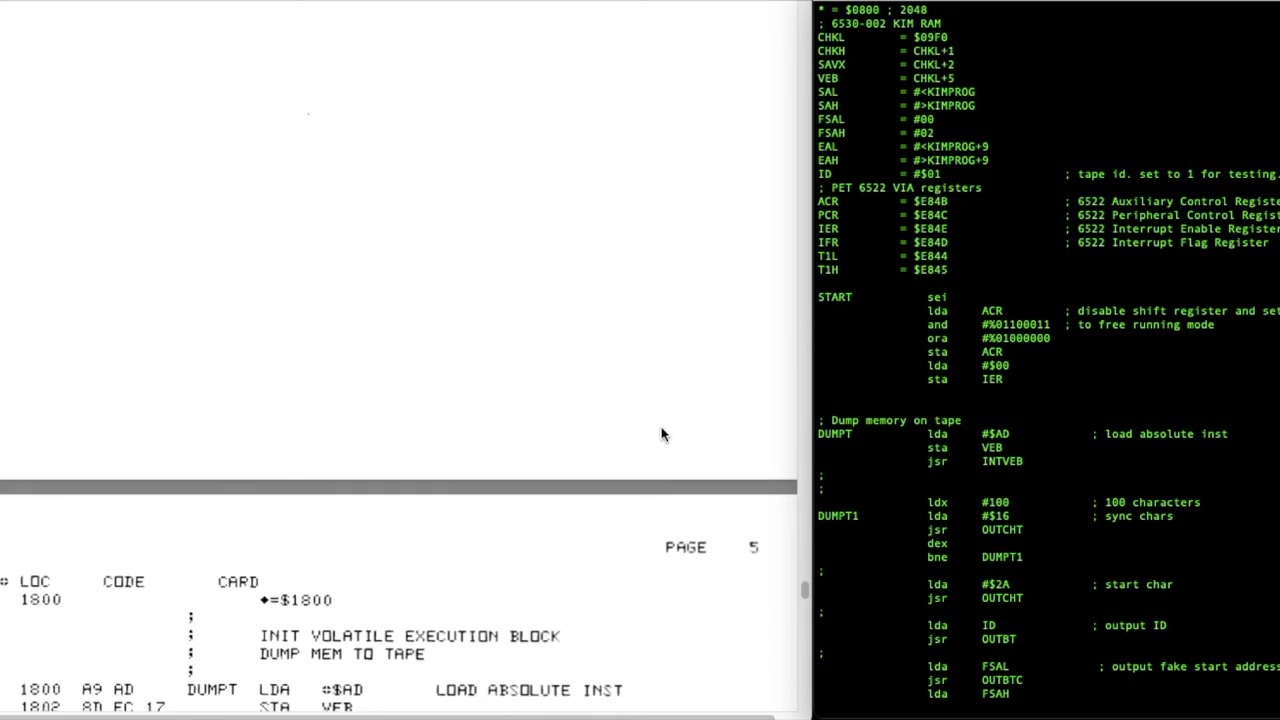 PAGE 5
# LOC CODE CARD
1800 ◆=$1800
;
; INIT VOLATILE EXECUTION BLOCK
; DUMP MEM TO TAPE
;
1800 A9 AD DUMPT LDA #$AD LOAD ABSOLUTE INST
1802 8D EC 17 STA VEB
* = $0800 ; 2048
; 6530-002 KIM RAM
CHKL = $09F0
CHKH = CHKL+1
SAVX = CHKL+2
VEB = CHKL+5
SAL = #<KIMPROG
SAH = #>KIMPROG
FSAL = #00
FSAH = #02
EAL = #<KIMPROG+9
EAH = #>KIMPROG+9
ID = #$01 ; tape id. set to 1 for testing.
; PET 6522 VIA registers
ACR = $E84B ; 6522 Auxiliary Control Registe
PCR = $E84C ; 6522 Peripheral Control Regist
IER = $E84E ; 6522 Interrupt Enable Register
IFR = $E84D ; 6522 Interrupt Flag Register
T1L = $E844
T1H = $E845
START sei
lda ACR ; disable shift register and set
and #%01100011 ; to free running mode
ora #%01000000
sta ACR
lda #$00
sta IER
; Dump memory on tape
DUMPT lda #$AD ; load absolute inst
sta VEB
jsr INTVEB
;
;
ldx #100 ; 100 characters
DUMPT1 lda #$16 ; sync chars
jsr OUTCHT
dex
bne DUMPT1
;
lda #$2A ; start char
jsr OUTCHT
;
lda ID ; output ID
jsr OUTBT
;
lda FSAL ; output fake start address
jsr OUTBTC
lda FSAH